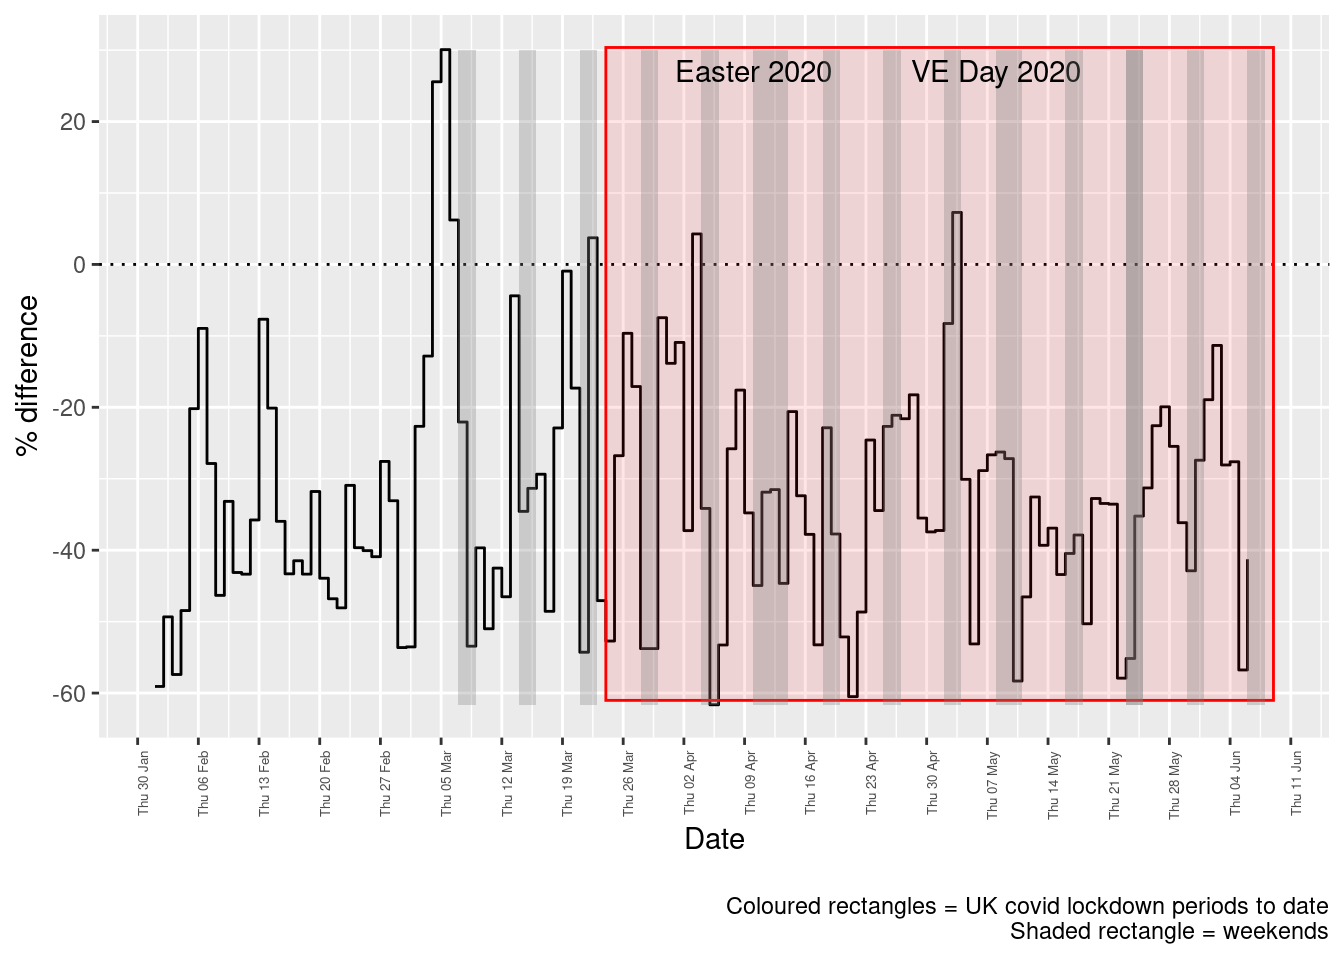 Easter 2020
VE Day 2020
20
0
-20
-40
-60
% difference
Thu 30 Jan
Thu 06 Feb
Thu 13 Feb
Thu 20 Feb
Thu 27 Feb
Thu 05 Mar
Thu 12 Mar
Thu 19 Mar
Thu 26 Mar
Thu 02 Apr
Thu 09 Apr
Thu 16 Apr
Thu 23 Apr
Thu 30 Apr
Thu 07 May
Thu 14 May
Thu 21 May
Thu 28 May
Thu 04 Jun
Thu 11 Jun
Date
Coloured rectangles = UK covid lockdown periods to date
Shaded rectangle = weekends